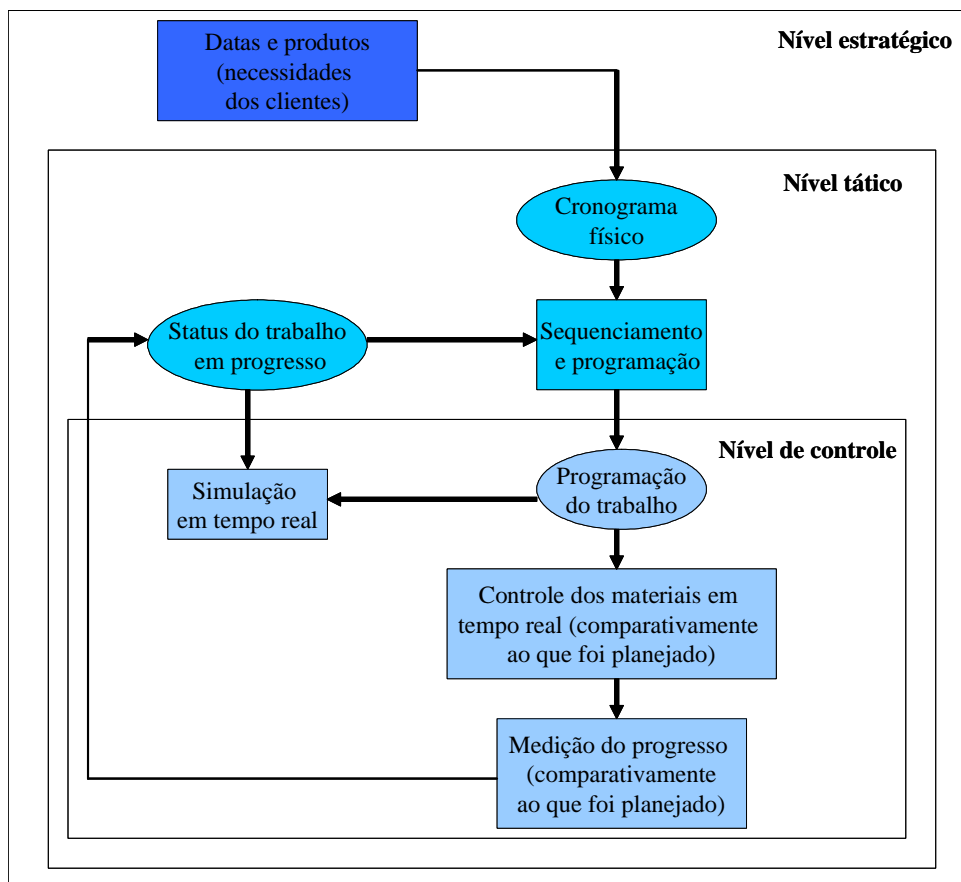 Datas e produtos
(necessidades
dos clientes)
Nível estratégico
Nível tático
Cronograma
físico
Status do trabalho
em progresso
Sequenciamento
e programação
Nível de controle
Simulação
em tempo real
Programação
do trabalho
Controle dos materiais em
tempo real (comparativamente
ao que foi planejado)
Medição do progresso
(comparativamente
ao que foi planejado)